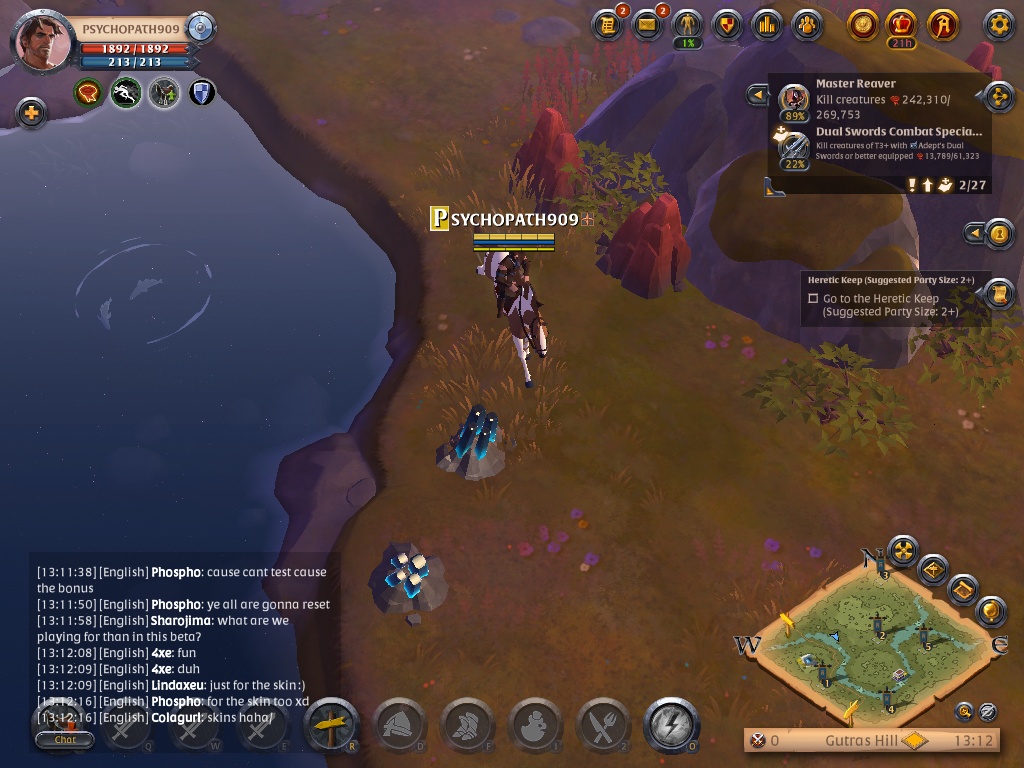 PSYCHOPATH909
1892 / 1892
213 / 213
2
2
1%
21h
Master Reaver
Kill creatures 242,310/
269,753
89%
Dual Swords Combat Specia...
Kill creatures of T3+ with Adept's Dual
Swords or better equipped 13,789/61,323
22%
2/27
PSYCHOPATH909
Heretic Keep (Suggested Party Size: 2+)
Go to the Heretic Keep
(Suggested Party Size: 2+)
[13:11:38] [English] Phospho: cause cant test cause
the bonus
[13:11:50] [English] Phospho: ye all are gonna reset
[13:11:58] [English] Sharojima: what are we
playing for than in this beta?
[13:12:08] [English] 4xe: fun
[13:12:09] [English] 4xe: duh
[13:12:09] [English] Lindaxeu: just for the skin :)
[13:12:16] [English] Phospho: for the skin too xd
[13:12:16] [English] Colagurl: skins haha/
Chat
Q
W
E
R
D
F
1
2
O
N
3
W
2
5
E
1
4
0
Gutras Hill
13:12